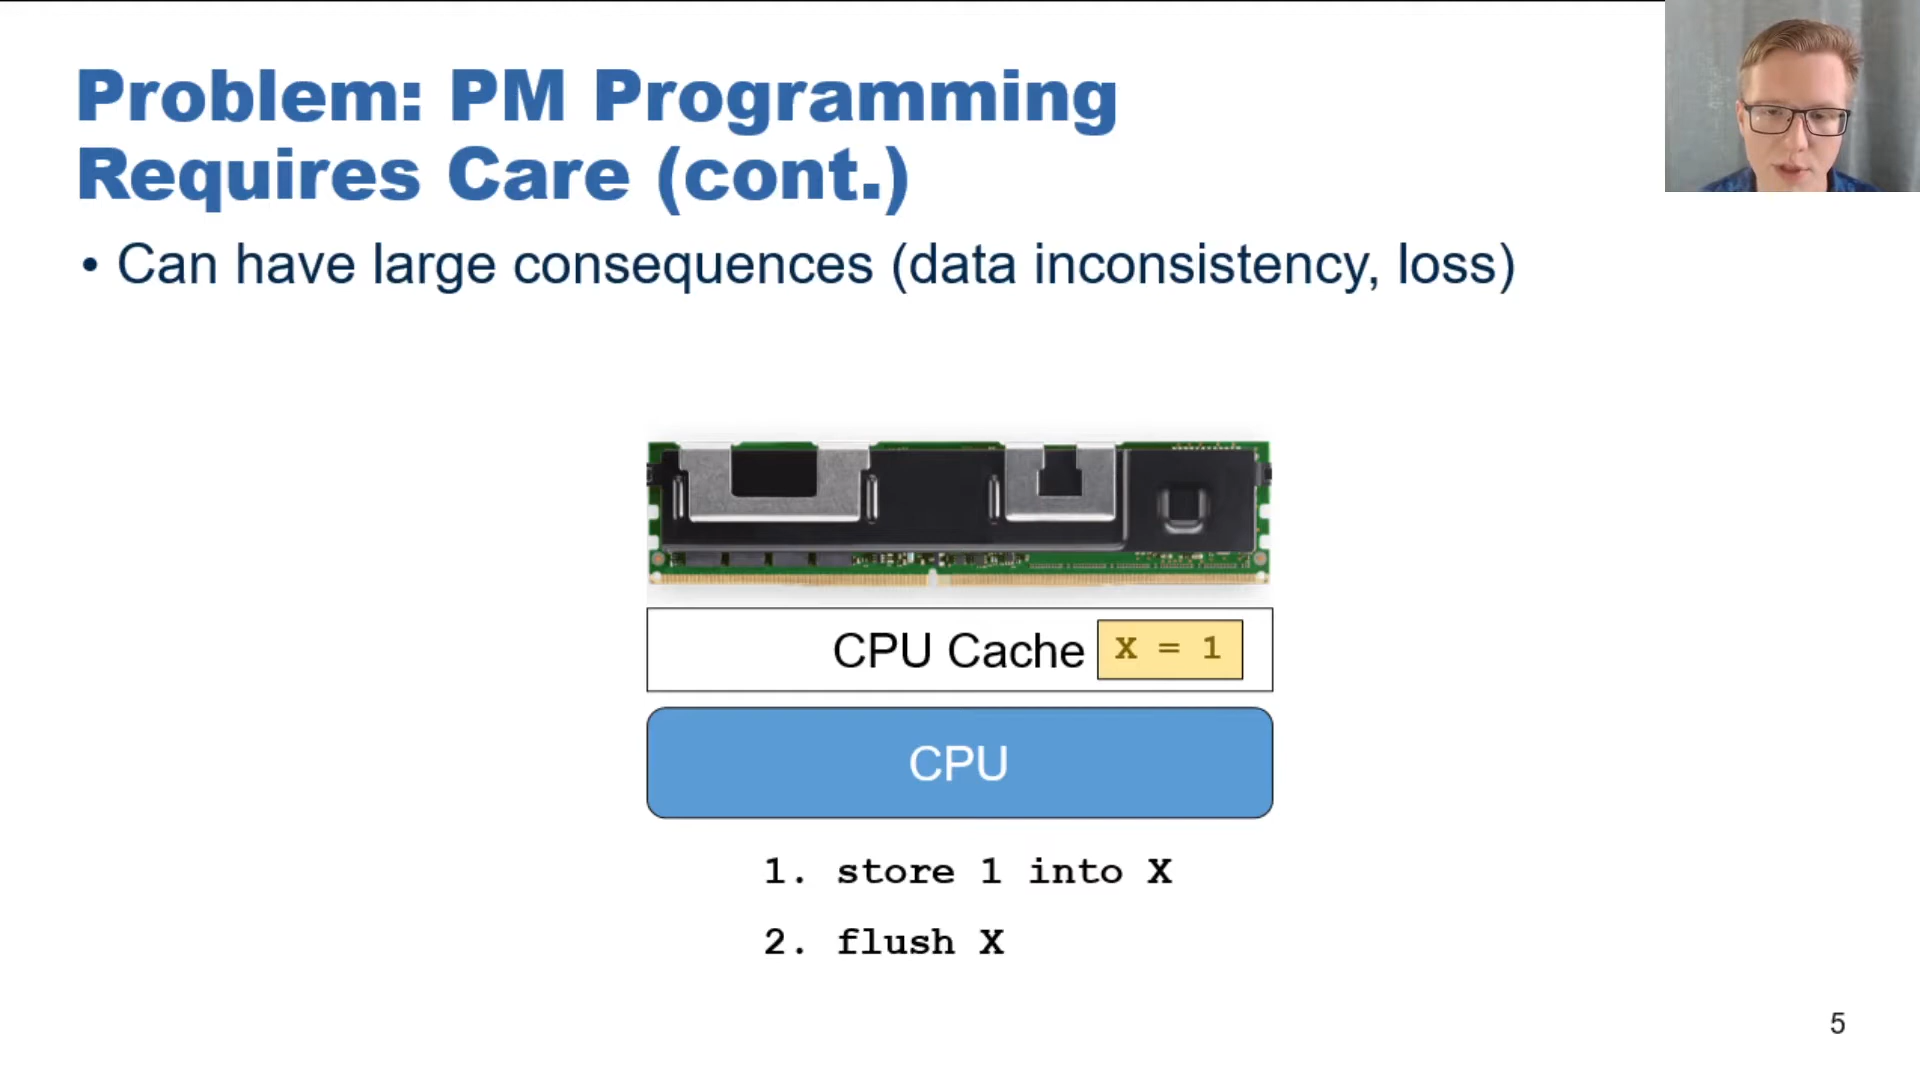 Problem: PM Programming
Requires Care (cont.)
• Can have large consequences (data inconsistency, loss)
CPU Cache X = 1
CPU
1. store 1 into X
2. flush X
5